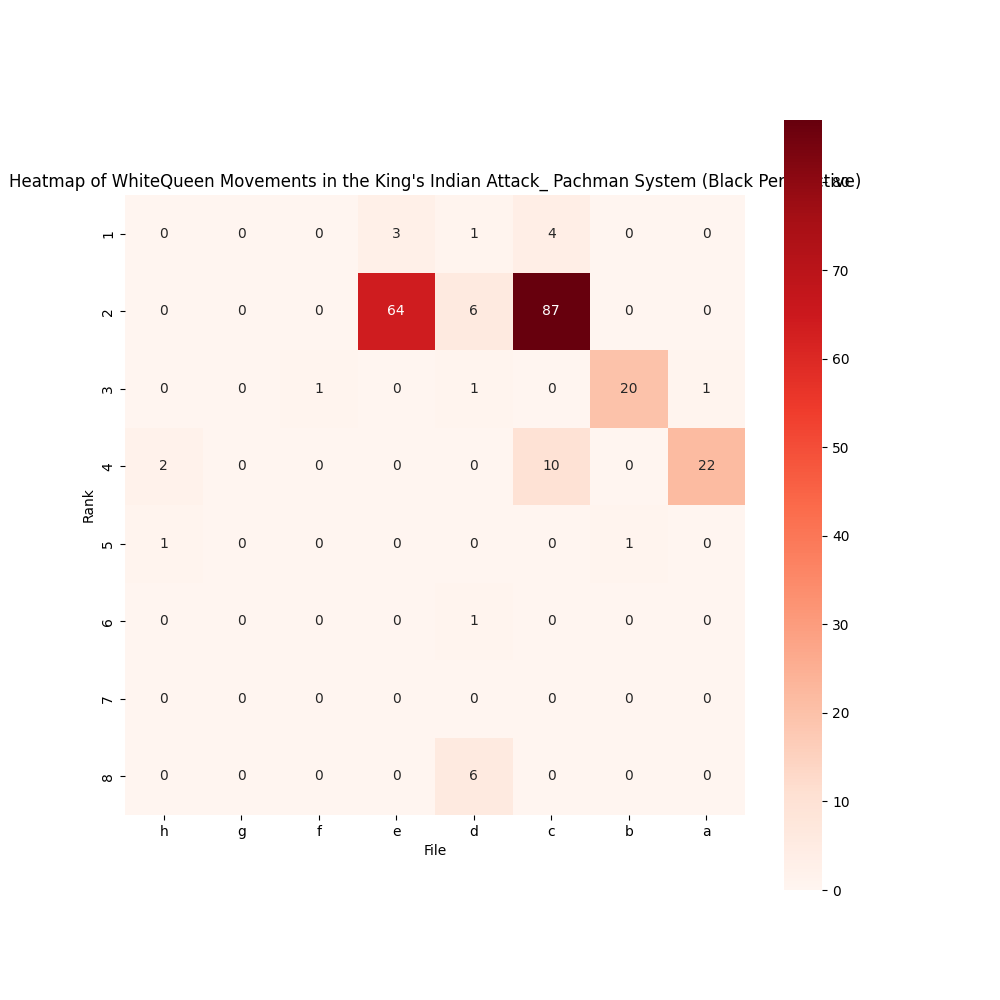 Heatmap of WhiteQueen Movements in the King's Indian Attack_ Pachman System (Black Perspective)
1 0 0 0 3 1 4 0 0
2 0 0 0 64 6 87 0 0
3 0 0 1 0 1 0 20 1
4 2 0 0 0 0 10 0 22
5 1 0 0 0 0 0 1 0
6 0 0 0 0 1 0 0 0
7 0 0 0 0 0 0 0 0
8 0 0 0 0 6 0 0 0
h g f e d c b a
Rank
File
80
70
60
50
40
30
20
10
0